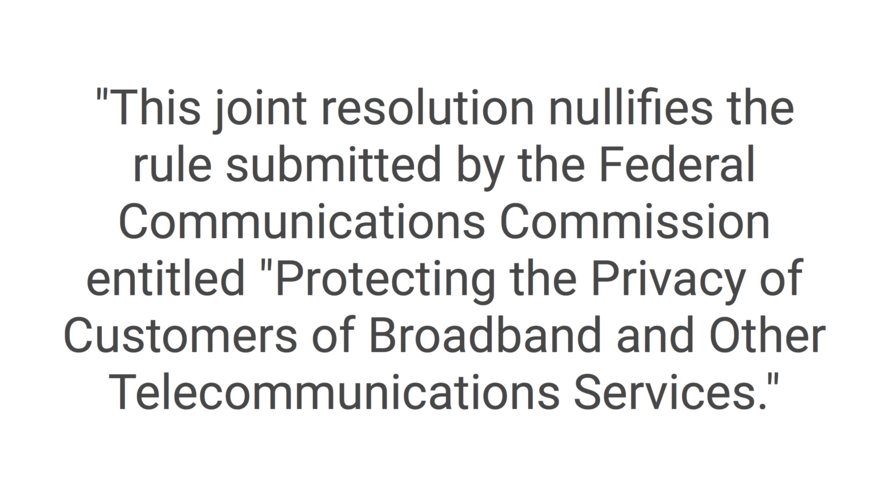 "This joint resolution nullifies the
rule submitted by the Federal
Communications Commission
entitled "Protecting the Privacy of
Customers of Broadband and Other
Telecommunications Services."